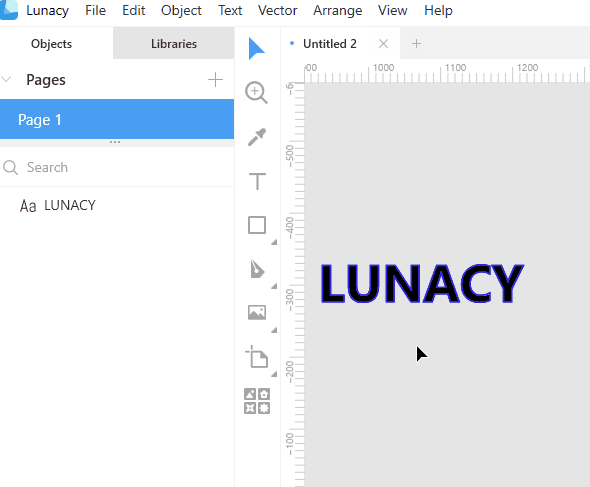 Lunacy File Edit Object Text Vector Arrange View Help
Objects Libraries Untitled 2
Pages
00 1000 1100 1200
Page 1
Search
Aa LUNACY
-6
-500
-400
-300
-200
-100
LUNACY